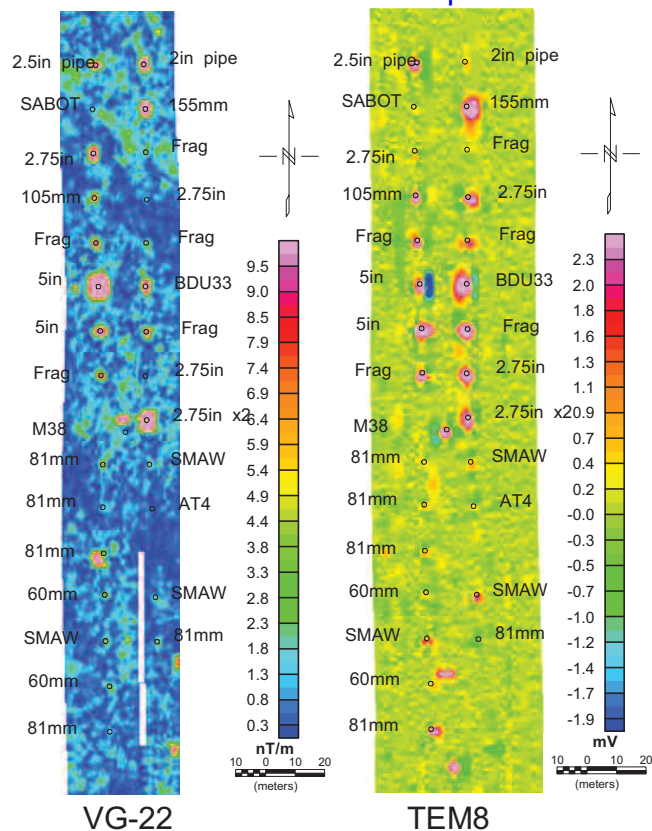 2.5in pipe 2in pipe
SABOT 155mm
2.75in Frag
105mm 2.75in
Frag Frag
5in BDU33
5in Frag
Frag 2.75in
2.75in x2
M38
81mm SMAW
81mm AT4
81mm
60mm SMAW
SMAW 81mm
60mm
81mm
N
9.5
9.0
8.5
7.9
7.4
6.9
6.4
5.9
5.4
4.9
4.4
3.8
3.3
2.8
2.3
1.8
1.3
0.8
0.3
nT/m
10 0 10 20
(meters)
VG-22
2.5in pipe 2in pipe
SABOT 155mm
2.75in Frag
105mm 2.75in
Frag Frag
5in BDU33
5in Frag
Frag 2.75in
2.75in x2
M38
81mm SMAW
81mm AT4
81mm
60mm SMAW
SMAW 81mm
60mm
81mm
N
2.3
2.0
1.8
1.6
1.3
1.1
0.9
0.7
0.4
0.2
-0.0
-0.3
-0.5
-0.7
-1.0
-1.2
-1.4
-1.7
-1.9
mV
10 0 10 20
(meters)
TEM8